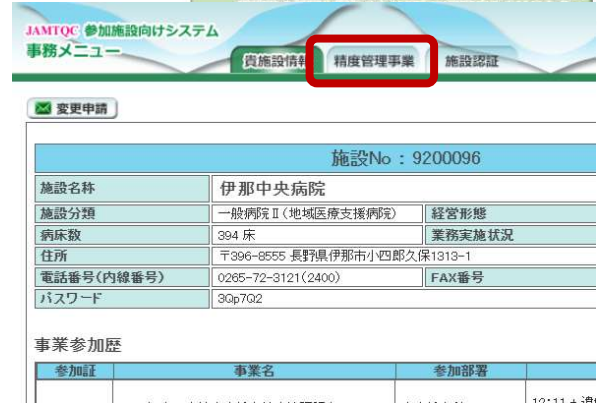 JAMTQC 参加施設向けシステム
事務メニュー
貴施設情報 精度管理事業 施設認証
変更申請
施設No：9200096
施設名称 伊那中央病院
施設分類 一般病院Ⅱ（地域医療支援病院） 経営形態
病床数 394 床 業務実施状況
住所 〒396-8555 長野県伊那市小四郎久保1313-1
電話番号(内線番号) 0265-72-3121(2400) FAX番号
パスワード 3Qp7Q2
事業参加歴
参加証 事業名 参加部署